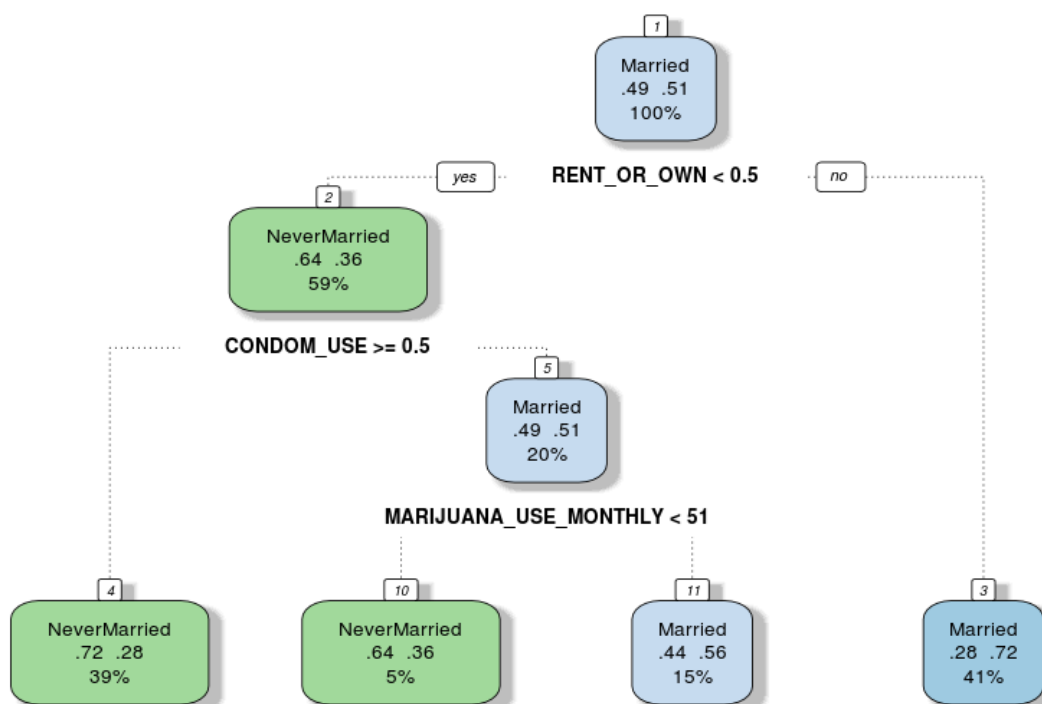 1
Married
.49 .51
100%
yes
RENT_OR_OWN < 0.5
no
2
NeverMarried
.64 .36
59%
CONDOM_USE >= 0.5
5
Married
.49 .51
20%
MARIJUANA_USE_MONTHLY < 51
4
NeverMarried
.72 .28
39%
10
NeverMarried
.64 .36
5%
11
Married
.44 .56
15%
3
Married
.28 .72
41%